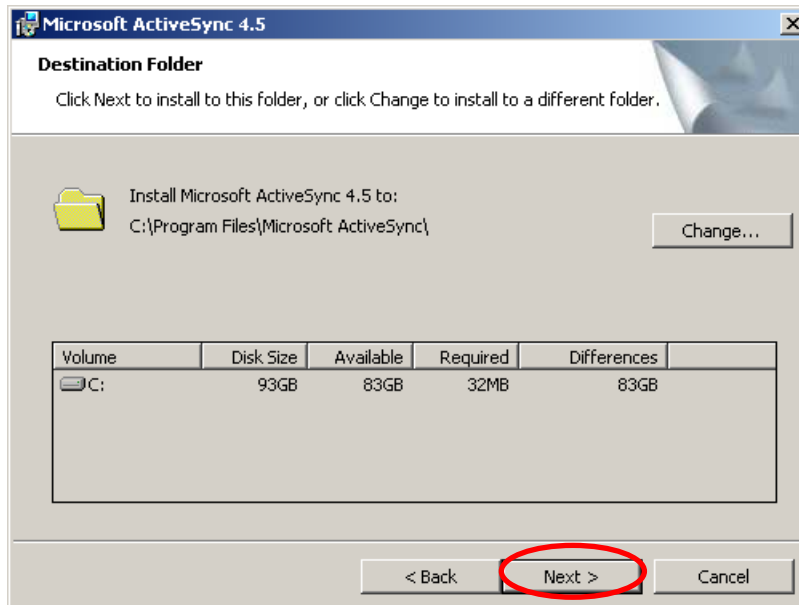 Microsoft ActiveSync 4.5
Destination Folder
Click Next to install to this folder, or click Change to install to a different folder.
Install Microsoft ActiveSync 4.5 to:
C:\Program Files\Microsoft ActiveSync\
Change...
Volume Disk Size Available Required Differences
C: 93GB 83GB 32MB 83GB
< Back Next > Cancel